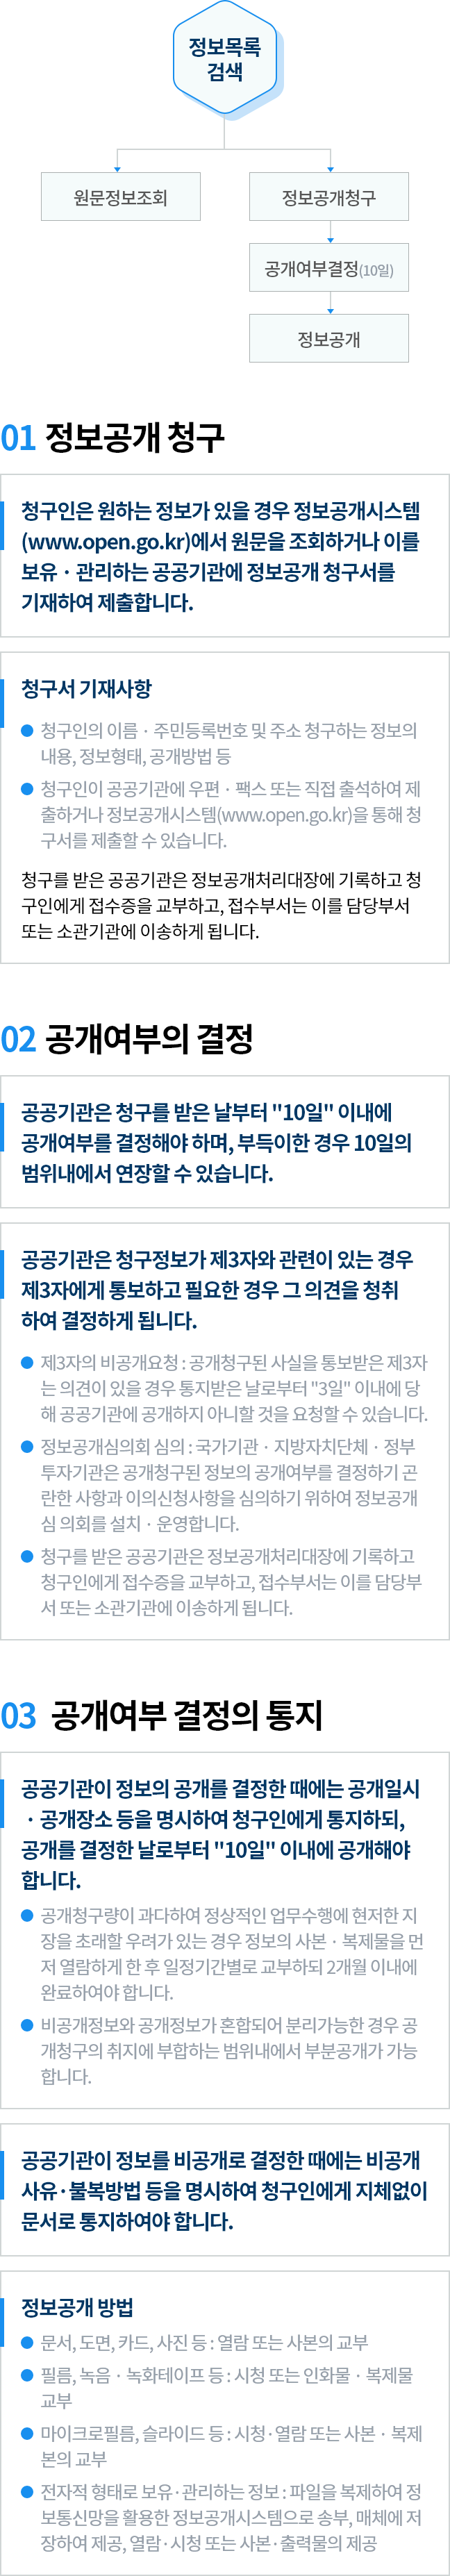 정보목록
검색
원문정보조회
정보공개청구
공개여부결정(10일)
정보공개
01 정보공개 청구
청구인은 원하는 정보가 있을 경우 정보공개시스템
(www.open.go.kr)에서 원문을 조회하거나 이를
보유 · 관리하는 공공기관에 정보공개 청구서를
기재하여 제출합니다.
청구서 기재사항
청구인의 이름 · 주민등록번호 및 주소 청구하는 정보의
내용, 정보형태, 공개방법 등
청구인이 공공기관에 우편 · 팩스 또는 직접 출석하여 제
출하거나 정보공개시스템(www.open.go.kr)을 통해 청
구서를 제출할 수 있습니다.
청구를 받은 공공기관은 정보공개처리대장에 기록하고 청
구인에게 접수증을 교부하고, 접수부서는 이를 담당부서
또는 소관기관에 이송하게 됩니다.
02 공개여부의 결정
공공기관은 청구를 받은 날부터 "10일" 이내에
공개여부를 결정해야 하며, 부득이한 경우 10일의
범위내에서 연장할 수 있습니다.
공공기관은 청구정보가 제3자와 관련이 있는 경우
제3자에게 통보하고 필요한 경우 그 의견을 청취
하여 결정하게 됩니다.
제3자의 비공개요청 : 공개청구된 사실을 통보받은 제3자
는 의견이 있을 경우 통지받은 날로부터 "3일" 이내에 당
해 공공기관에 공개하지 아니할 것을 요청할 수 있습니다.
정보공개심의회 심의 : 국가기관 · 지방자치단체 · 정부
투자기관은 공개청구된 정보의 공개여부를 결정하기 곤
란한 사항과 이의신청사항을 심의하기 위하여 정보공개
심 의회를 설치 · 운영합니다.
청구를 받은 공공기관은 정보공개처리대장에 기록하고
청구인에게 접수증을 교부하고, 접수부서는 이를 담당부
서 또는 소관기관에 이송하게 됩니다.
03 공개여부 결정의 통지
공공기관이 정보의 공개를 결정한 때에는 공개일시
· 공개장소 등을 명시하여 청구인에게 통지하되,
공개를 결정한 날로부터 "10일" 이내에 공개해야
합니다.
공개청구량이 과다하여 정상적인 업무수행에 현저한 지
장을 초래할 우려가 있는 경우 정보의 사본 · 복제물을 먼
저 열람하게 한 후 일정기간별로 교부하되 2개월 이내에
완료하여야 합니다.
비공개정보와 공개정보가 혼합되어 분리가능한 경우 공
개청구의 취지에 부합하는 범위내에서 부분공개가 가능
합니다.
공공기관이 정보를 비공개로 결정한 때에는 비공개
사유·불복방법 등을 명시하여 청구인에게 지체없이
문서로 통지하여야 합니다.
정보공개 방법
문서, 도면, 카드, 사진 등 : 열람 또는 사본의 교부
필름, 녹음 · 녹화테이프 등 : 시청 또는 인화물 · 복제물
교부
마이크로필름, 슬라이드 등 : 시청·열람 또는 사본 · 복제
본의 교부
전자적 형태로 보유·관리하는 정보 : 파일을 복제하여 정
보통신망을 활용한 정보공개시스템으로 송부, 매체에 저
장하여 제공, 열람·시청 또는 사본·출력물의 제공